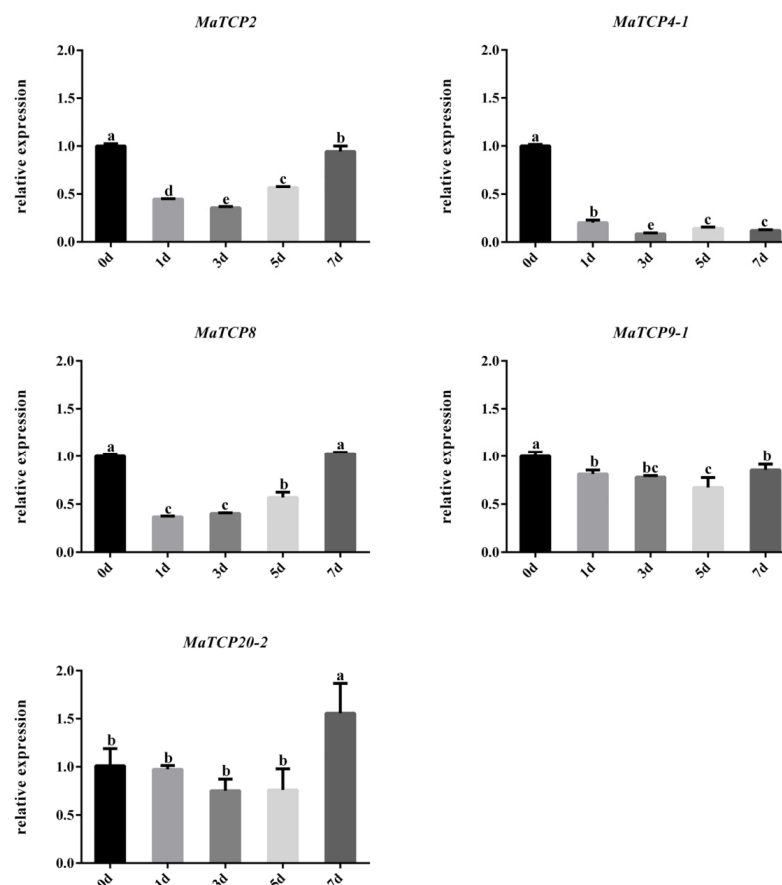 MaTCP2
relative expression
2.0
1.5
1.0
0.5
0.0
a
d
e
c
b
0d
1d
3d
5d
7d
MaTCP4-1
relative expression
2.0
1.5
1.0
0.5
0.0
a
b
e
c
c
0d
1d
3d
5d
7d
MaTCP8
relative expression
2.0
1.5
1.0
0.5
0.0
a
c
c
b
a
0d
1d
3d
5d
7d
MaTCP9-1
relative expression
2.0
1.5
1.0
0.5
0.0
a
b
bc
c
b
0d
1d
3d
5d
7d
MaTCP20-2
relative expression
2.0
1.5
1.0
0.5
0.0
b
b
b
b
a
0d
1d
3d
5d
7d